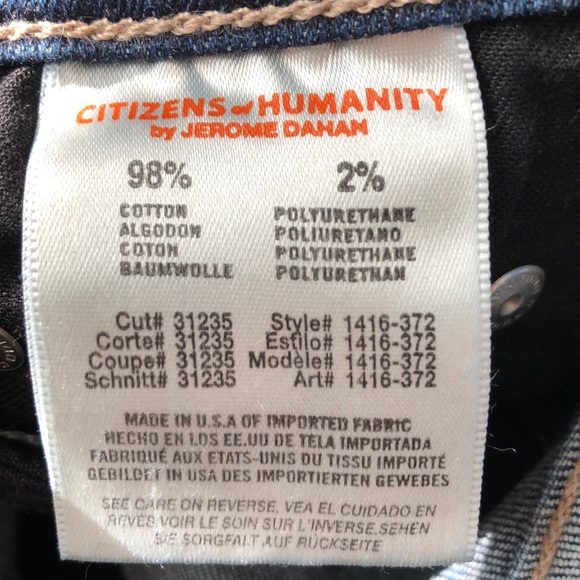 CITIZENS of HUMANITY
by JEROME DAHAN
98% 2%
COTTON POLYURETHANE
ALGODON POLIURETANO
COTON POLYURETHANE
BAUMWOLLE POLYURETHAN
Cut# 31235 Style# 1416-372
Corte# 31235 Estilo# 1416-372
Coupe# 31235 Modèle# 1416-372
Schnitt# 31235 Art# 1416-372
MADE IN U.S.A OF IMPORTED FABRIC
HECHO EN LOS EE.UU DE TELA IMPORTADA
FABRIQUÉ AUX ETATS-UNIS DU TISSU IMPORTÉ
GEBILDET IN USA DES IMPORTIERTEN GEWEBES
SEE CARE ON REVERSE, VEA EL CUIDADO EN
REVÉS VOIR LE SOIN SUR L'INVERSE.SEHEN
SIE SORGFALT AUF RÜCKSEITE